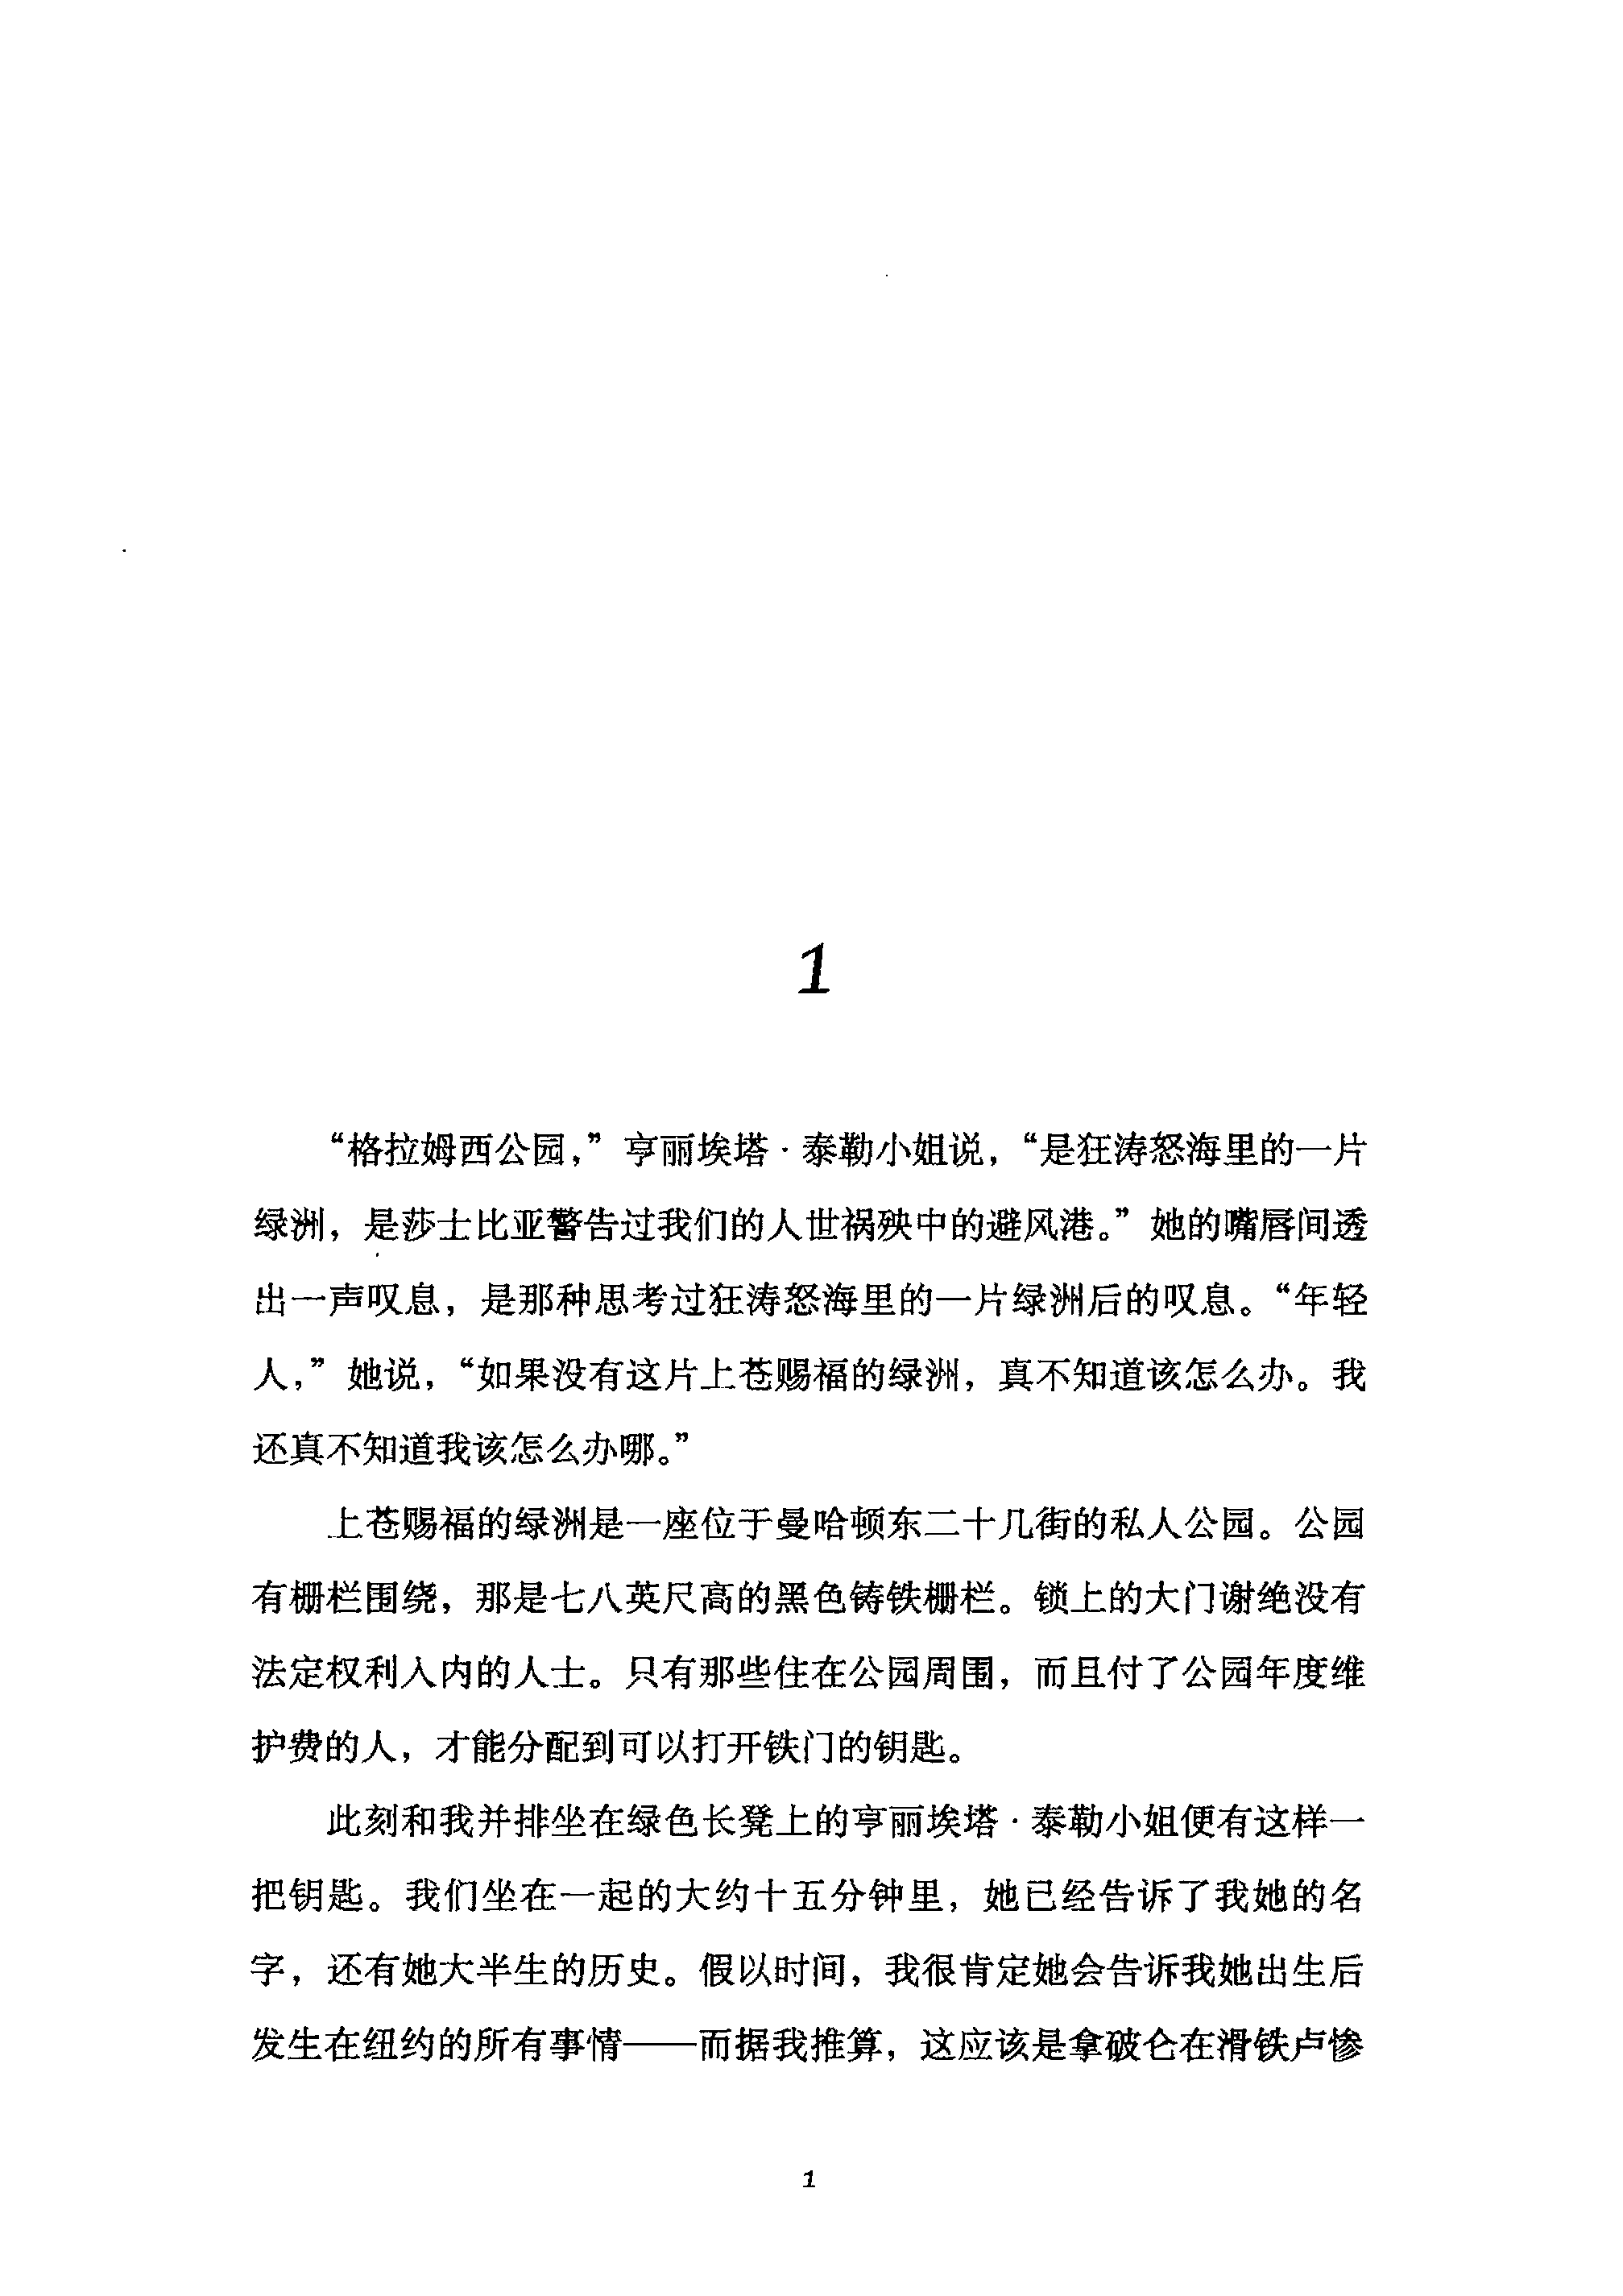 1
“格拉姆西公园，”亨丽埃塔·泰勒小姐说，“是狂涛怒海里的一片
绿洲，是莎士比亚警告过我们的人世祸殃中的避风港。”她的嘴唇间透
出一声叹息，是那种思考过狂涛怒海里的一片绿洲后的叹息。“年轻
人，”她说，“如果没有这片上苍赐福的绿洲，真不知道该怎么办。我
还真不知道我该怎么办哪。”
上苍赐福的绿洲是一座位于曼哈顿东二十几街的私人公园。公园
有栅栏围绕，那是七八英尺高的黑色铸铁栅栏。锁上的大门谢绝没有
法定权利入内的人士。只有那些住在公园周围，而且付了公园年度维
护费的人，才能分配到可以打开铁门的钥匙。
此刻和我并排坐在绿色长凳上的亨丽埃塔·泰勒小姐便有这样一
把钥匙。我们坐在一起的大约十五分钟里，她已经告诉了我她的名
字，还有她大半生的历史。假以时间，我很肯定她会告诉我她出生后
发生在纽约的所有事情——而据我推算，这应该是拿破仑在滑铁卢惨
1